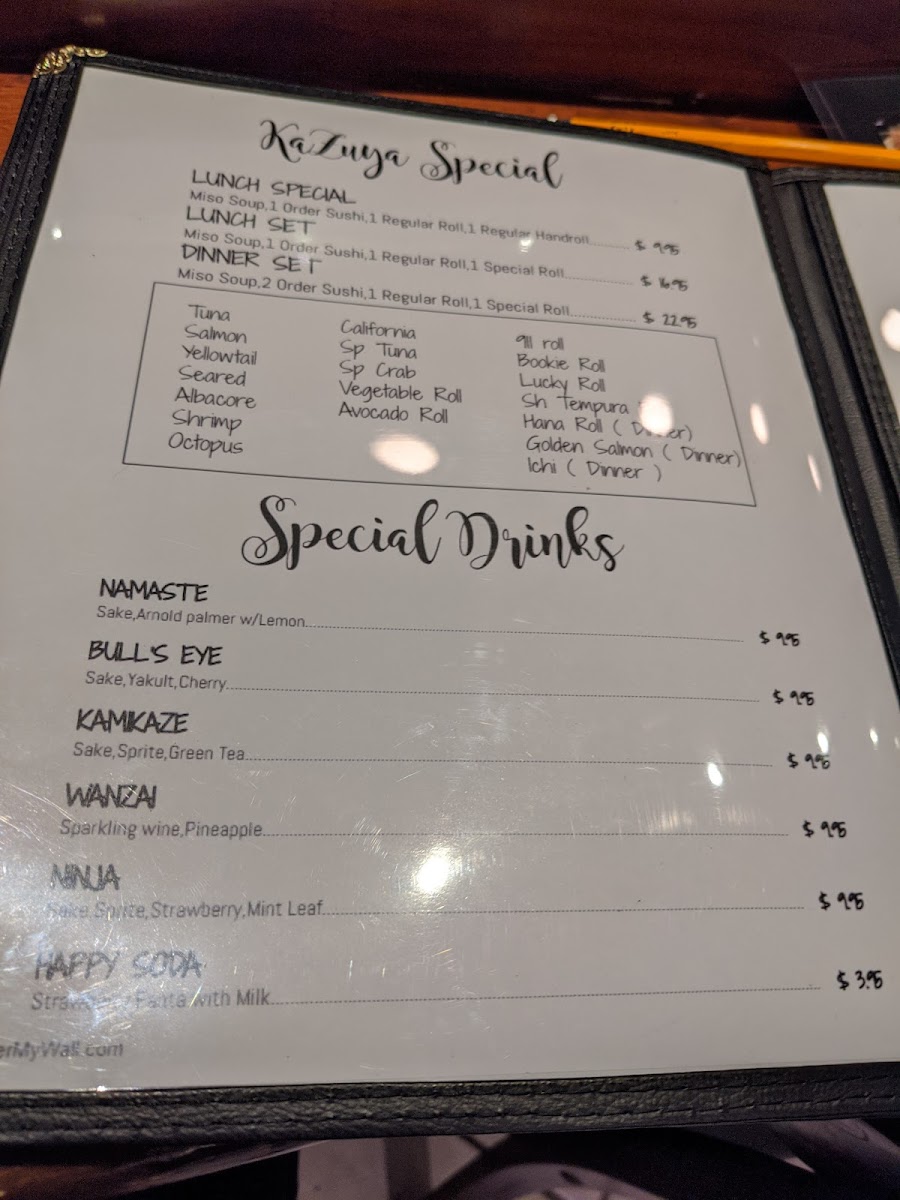 KaZuya Special
LUNCH SPECIAL
Miso Soup,1 Order Sushi,1 Regular Roll,1 Regular Handroll.......... $ 9.95
LUNCH SET
Miso Soup,1 Order Sushi,1 Regular Roll,1 Special Roll.......... $ 16.95
DINNER SET
Miso Soup,2 Order Sushi,1 Regular Roll,1 Special Roll.......... $ 22.95
Tuna
Salmon
Yellowtail
Seared
Albacore
Shrimp
Octopus
California
Sp Tuna
Sp Crab
Vegetable Roll
Avocado Roll
911 roll
Bookie Roll
Lucky Roll
Sh Tempura
Hana Roll ( Dinner)
Golden Salmon ( Dinner)
Ichi ( Dinner )
Special Drinks
NAMASTE
Sake,Arnold palmer w/Lemon.......... $ 9.95
BULL'S EYE
Sake,Yakult,Cherry.......... $ 9.95
KAMIKAZE
Sake,Sprite,Green Tea.......... $ 9.95
WANZAI
Sparkling wine,Pineapple.......... $ 9.95
NINJA
Sake,Sprite,Strawberry,Mint Leaf.......... $ 9.95
HAPPY SODA
Strawberry Fanta with Milk.......... $ 3.95
erMyWall.com